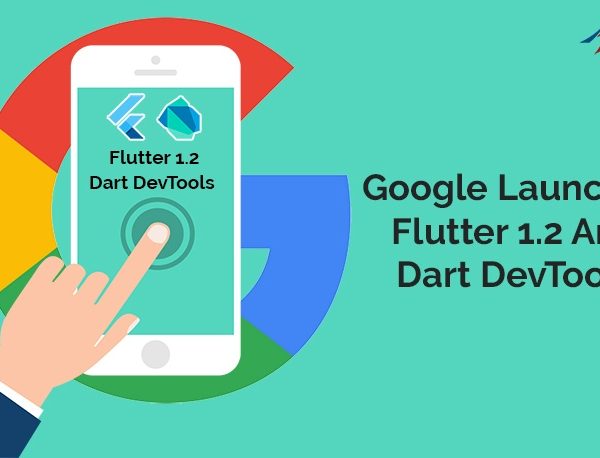 Flutter 1.2
Dart DevTools
Google Launc
Flutter 1.2 An
Dart DevToo